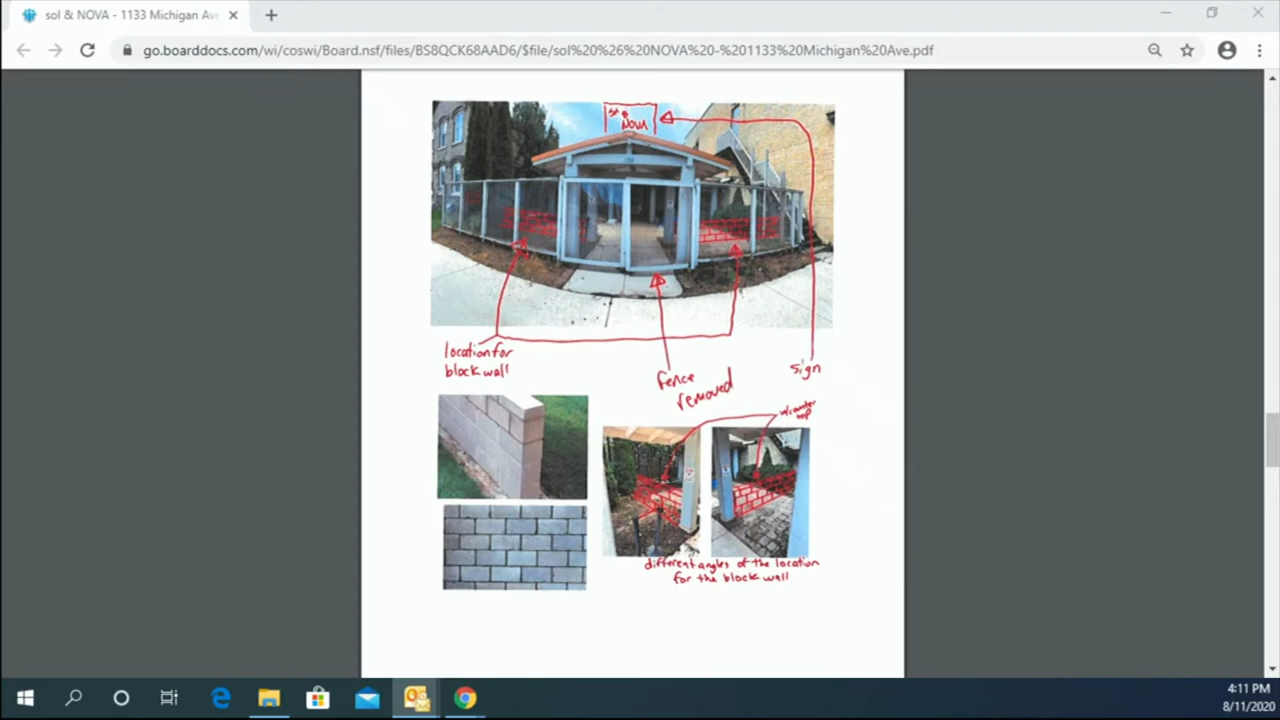 sol & NOVA - 1133 Michigan Av
go.boarddocs.com/wi/coswi/Board.nsf/files/BS8QCK68AAD6/$file/sol%20%26%20NOVA%20-%201133%20Michigan%20Ave.pdf
Nova
location for
block wall
fence
removed
sign
w/counter
top
different angles of the location
for the block wall
4:11 PM
8/11/2020